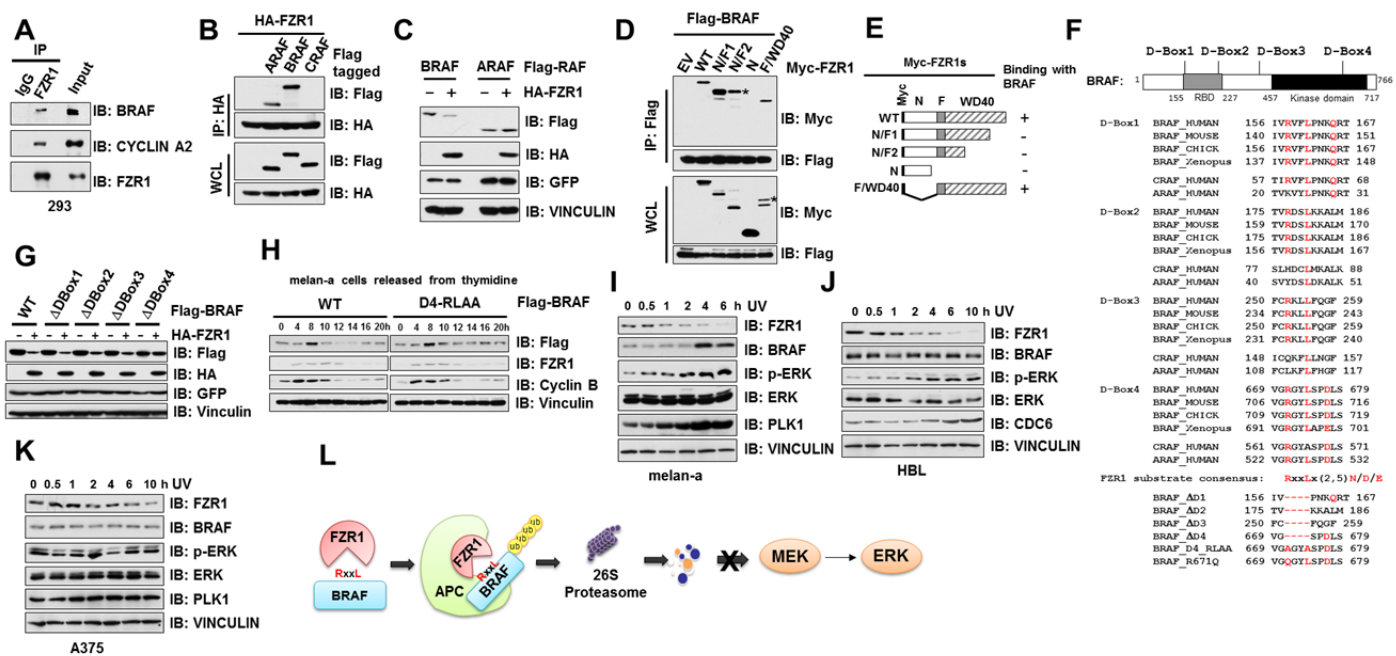 A
IP
IgG
FZR1
Input
IB: BRAF
IB: CYCLIN A2
IB: FZR1
293
B
HA-FZR1
ARAF
BRAF
CRAF
Flag tagged
IP: HA
IB: Flag
IB: HA
WCL
IB: Flag
IB: HA
C
BRAF ARAF Flag-RAF
– + – + HA-FZR1
IB: Flag
IB: HA
IB: GFP
IB: VINCULIN
D
Flag-BRAF
EV WT N/F1 N/F2 N F/WD40 Myc-FZR1
IP: Flag
*
IB: Myc
IB: Flag
WCL
*
IB: Myc
IB: Flag
E
Myc-FZR1s Binding with BRAF
Myc N F WD40
WT +
N/F1 –
N/F2 –
N –
F/WD40 +
F
D-Box1 D-Box2 D-Box3 D-Box4
BRAF: 1 766
155 RBD 227 457 Kinase domain 717
D-Box1 BRAF_HUMAN 156 IVRVFLPNKQRT 167
BRAF_MOUSE 140 IVRVFLPNKQRT 151
BRAF_CHICK 156 IVRVFLPNKQRT 167
BRAF_Xenopus 137 IVRVFLPNKQRT 148
CRAF_HUMAN 57 TIRVFLPNKQRT 68
ARAF_HUMAN 20 TVKVYLPNKQRT 31
D-Box2 BRAF_HUMAN 175 TVRDSLKKALM 186
BRAF_MOUSE 159 TVRDSLKKALM 170
BRAF_CHICK 175 TVRDSLKKALM 186
BRAF_Xenopus 156 TVRDSLKKALM 167
CRAF_HUMAN 77 SLHDCLMKALK 88
ARAF_HUMAN 40 SVYDSLDKALK 51
D-Box3 BRAF_HUMAN 250 FCRKLLFQGF 259
BRAF_MOUSE 234 FCRKLLFQGF 243
BRAF_CHICK 250 FCRKLLFQGF 259
BRAF_Xenopus 231 FCRKLLFQGF 240
CRAF_HUMAN 148 ICQKFLLNGF 157
ARAF_HUMAN 108 FCLKFLFHGF 117
D-Box4 BRAF_HUMAN 669 VGRGYLSPDLS 679
BRAF_MOUSE 706 VGRGYLSPDLS 716
BRAF_CHICK 709 VGRGYLSPDLS 719
BRAF_Xenopus 691 VGRGYLAPELS 701
CRAF_HUMAN 561 VGRGYASPDLS 571
ARAF_HUMAN 522 VGRGYLSPDLS 532
FZR1 substrate consensus: RxxLx(2,5)N/D/E
BRAF_ΔD1 156 IV----PNKQRT 167
BRAF_ΔD2 175 TV----KKALM 186
BRAF_ΔD3 250 FC----FQGF 259
BRAF_ΔD4 669 VG----SPDLS 679
BRAF_D4_RLAA 669 VGAGYASPDLS 679
BRAF_R671Q 669 VGQGYLSPDLS 679
G
WT ΔDBox1 ΔDBox2 ΔDBox3 ΔDBox4 Flag-BRAF
– + – + – + – + – + HA-FZR1
IB: Flag
IB: HA
IB: GFP
IB: Vinculin
H
melan-a cells released from thymidine
WT D4-RLAA Flag-BRAF
0 4 8 10 12 14 16 20h 0 4 8 10 12 14 16 20h
IB: Flag
IB: FZR1
IB: Cyclin B
IB: Vinculin
I
0 0.5 1 2 4 6 h UV
IB: FZR1
IB: BRAF
IB: p-ERK
IB: ERK
IB: PLK1
IB: VINCULIN
melan-a
J
0 0.5 1 2 4 6 10 h UV
IB: FZR1
IB: BRAF
IB: p-ERK
IB: ERK
IB: CDC6
IB: VINCULIN
HBL
K
0 0.5 1 2 4 6 10 h UV
IB: FZR1
IB: BRAF
IB: p-ERK
IB: ERK
IB: PLK1
IB: VINCULIN
A375
L
FZR1
RxxL
BRAF
FZR1
RxxL
BRAF
APC
ub
ub
ub
ub
26S
Proteasome
X
MEK
ERK